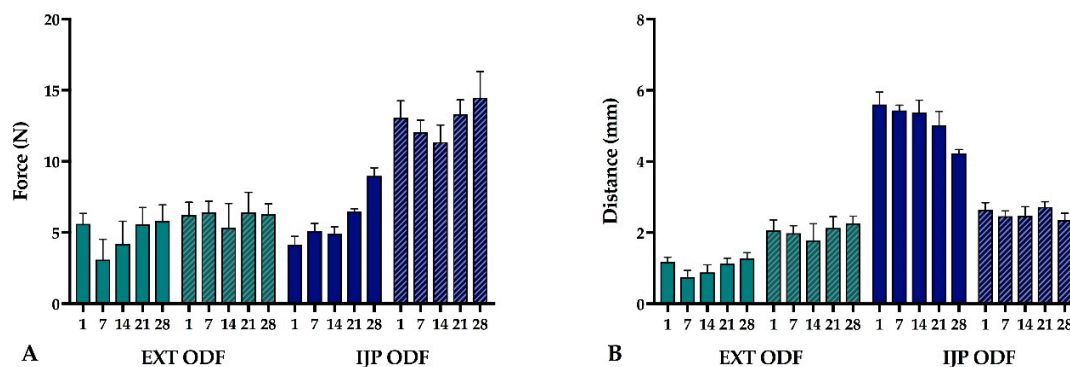 Force (N)
20
15
10
5
0
1 7 14 21 28 1 7 14 21 28 1 7 14 21 28 1 7 14 21 28
A EXT ODF IJP ODF
Distance (mm)
8
6
4
2
0
1 7 14 21 28 1 7 14 21 28 1 7 14 21 28 1 7 14 21 28
B EXT ODF IJP ODF